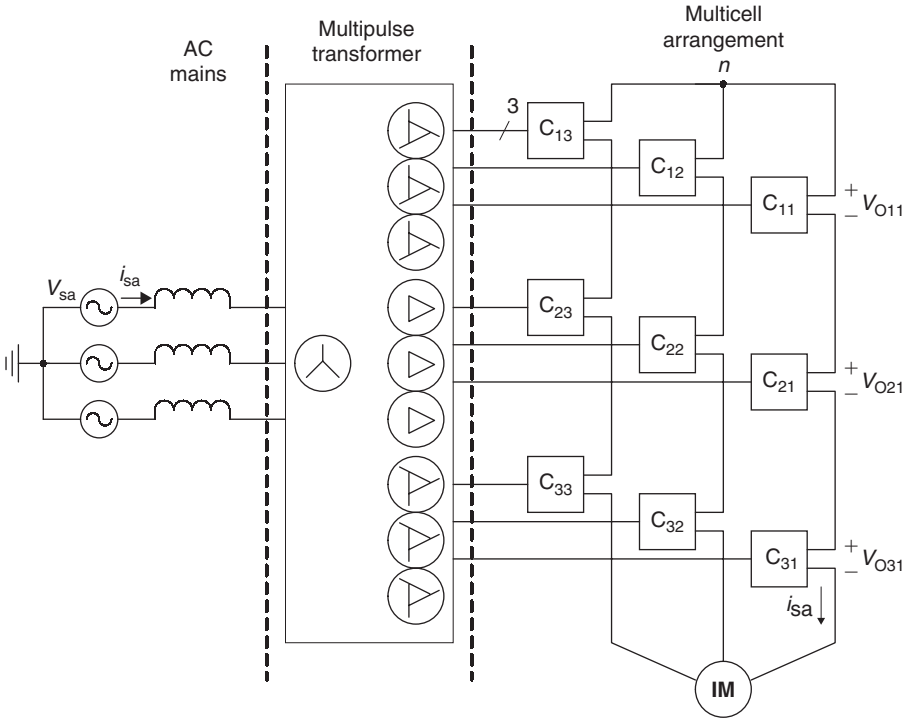 AC
mains
Multipulse
transformer
Multicell
arrangement
n
3
C13
C12
C11
+
VO11
−
Vsa
isa
C23
C22
C21
+
VO21
−
C33
C32
C31
+
VO31
−
isa
IM